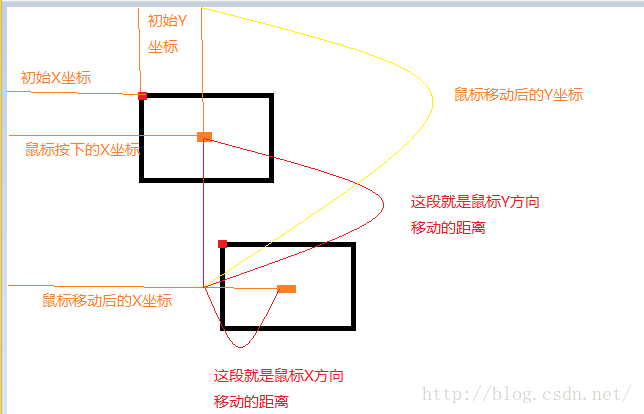 初始Y
坐标
初始X坐标
鼠标移动后的Y坐标
鼠标按下的X坐标
这段就是鼠标Y方向
移动的距离
鼠标移动后的X坐标
这段就是鼠标X方向
移动的距离
http://blog.csdn.net/